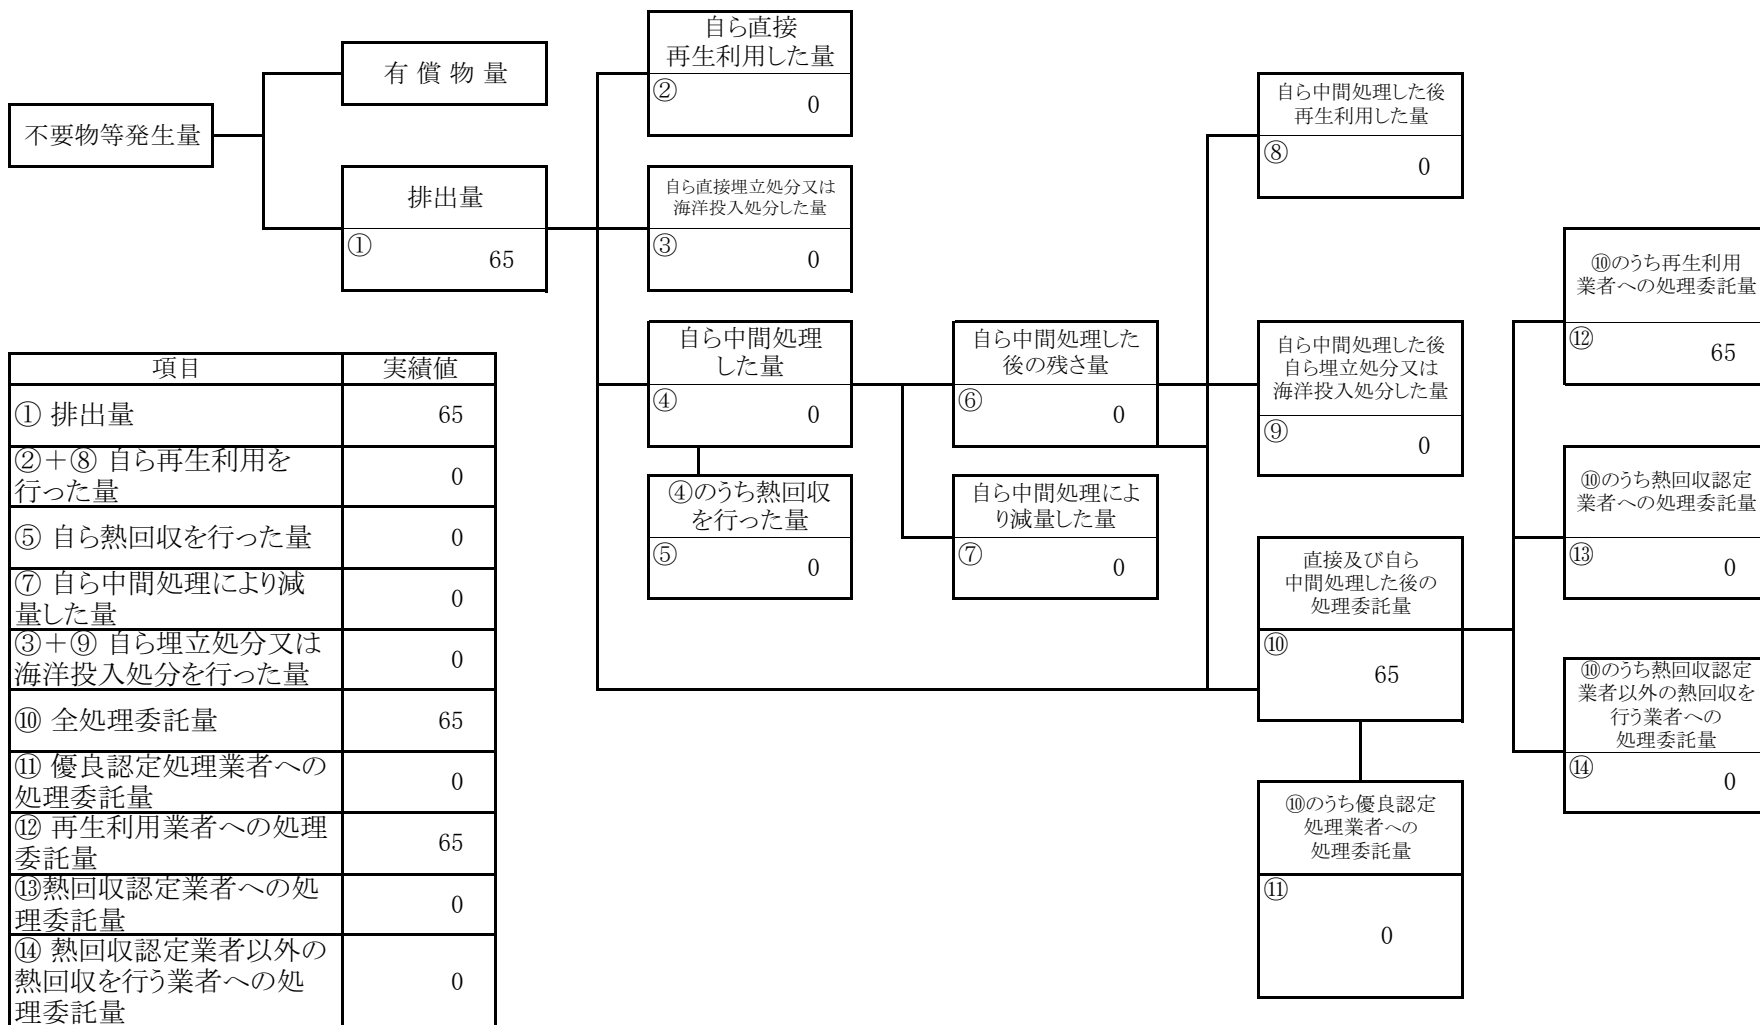 不要物等発生量
有償物量
排出量
①
65
自ら直接
再生利用した量
②
0
自ら直接埋立処分又は
海洋投入処分した量
③
0
自ら中間処理
した量
④
0
④のうち熱回収
を行った量
⑤
0
自ら中間処理した
後の残さ量
⑥
0
自ら中間処理によ
り減量した量
⑦
0
自ら中間処理した後
再生利用した量
⑧
0
自ら中間処理した後
自ら埋立処分又は
海洋投入処分した量
⑨
0
直接及び自ら
中間処理した後の
処理委託量
⑩
65
⑩のうち優良認定
処理業者への
処理委託量
⑪
0
⑩のうち再生利用
業者への処理委託量
⑫
65
⑩のうち熱回収認定
業者への処理委託量
⑬
0
⑩のうち熱回収認定
業者以外の熱回収を
行う業者への
処理委託量
⑭
0
項目 実績値
① 排出量 65
②＋⑧ 自ら再生利用を
行った量 0
⑤ 自ら熱回収を行った量 0
⑦ 自ら中間処理により減
量した量 0
③＋⑨ 自ら埋立処分又は
海洋投入処分を行った量 0
⑩ 全処理委託量 65
⑪ 優良認定処理業者への
処理委託量 0
⑫ 再生利用業者への処理
委託量 65
⑬熱回収認定業者への処
理委託量 0
⑭ 熱回収認定業者以外の
熱回収を行う業者への処
理委託量 0